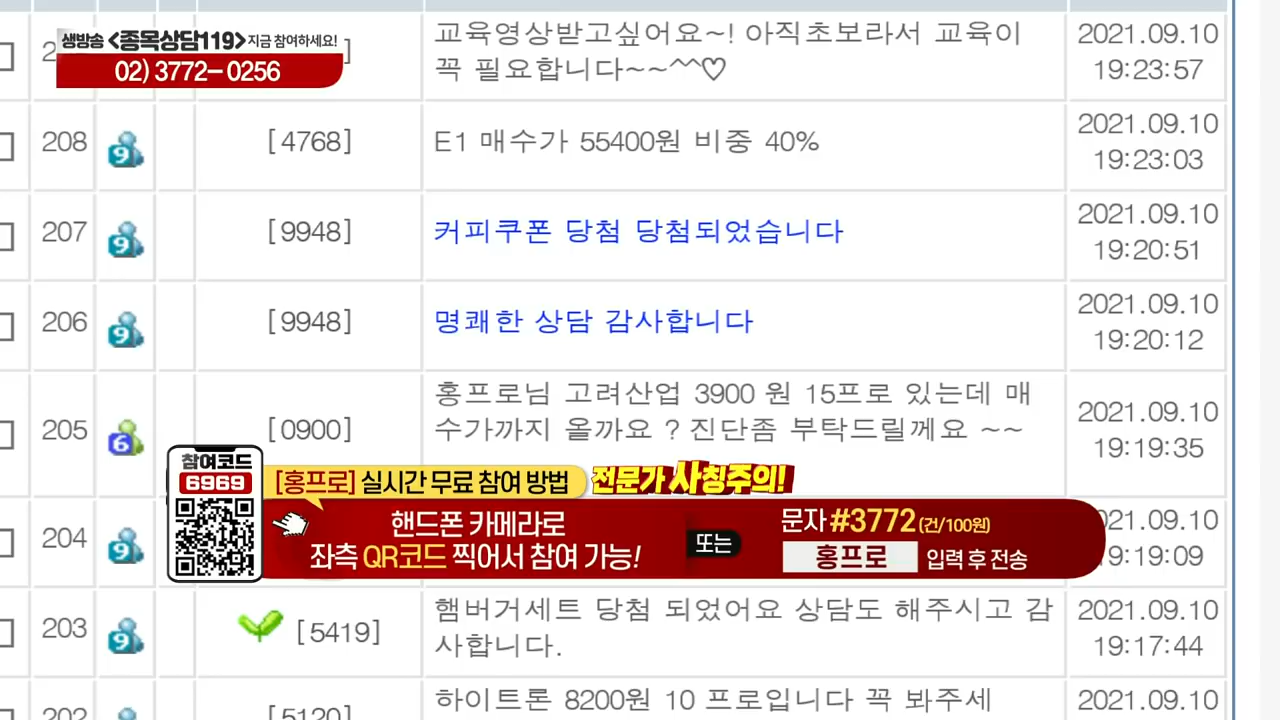 생방송 <종목상담119> 지금 참여하세요!
02) 3772-0256
교육영상받고싶어요~! 아직초보라서 교육이
꼭 필요합니다~~^^♡
2021.09.10
19:23:57
208
9
[4768]
E1 매수가 55400원 비중 40%
2021.09.10
19:23:03
207
9
[9948]
커피쿠폰 당첨 당첨되었습니다
2021.09.10
19:20:51
206
9
[9948]
명쾌한 상담 감사합니다
2021.09.10
19:20:12
205
6
[0900]
홍프로님 고려산업 3900 원 15프로 있는데 매
수가까지 올까요 ? 진단좀 부탁드릴께요 ~~
2021.09.10
19:19:35
참여코드
6969
[홍프로] 실시간 무료 참여 방법
전문가 사칭주의!
핸드폰 카메라로
좌측 QR코드 찍어서 참여 가능!
또는
문자 #3772 (건/100원)
홍프로 입력 후 전송
204
9
19:19:09
203
9
[5419]
햄버거세트 당첨 되었어요 상담도 해주시고 감
사합니다.
2021.09.10
19:17:44
202
[5120]
하이트론 8200원 10 프로입니다 꼭 봐주세
2021.09.10